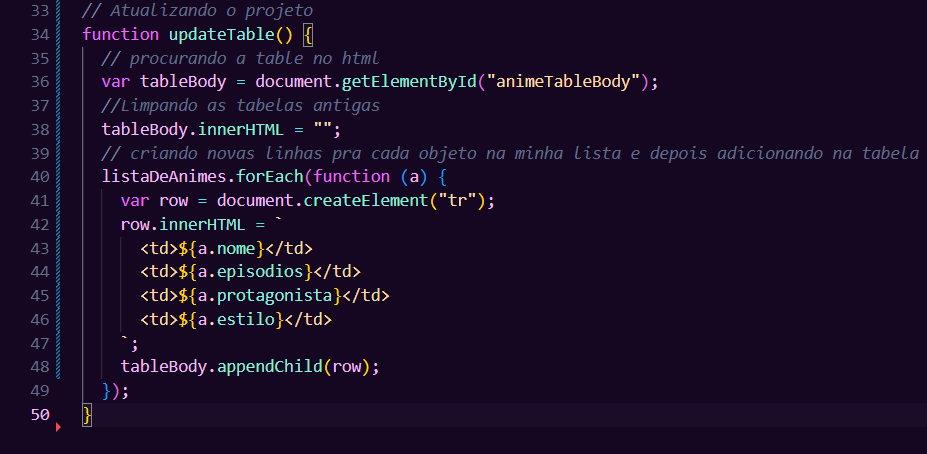 33 // Atualizando o projeto
34 function updateTable() {
35 // procurando a table no html
36 var tableBody = document.getElementById("animeTableBody");
37 //Limpando as tabelas antigas
38 tableBody.innerHTML = "";
39 // criando novas linhas pra cada objeto na minha lista e depois adicionando na tabela
40 listaDeAnimes.forEach(function (a) {
41 var row = document.createElement("tr");
42 row.innerHTML = `
43 <td>${a.nome}</td>
44 <td>${a.episodios}</td>
45 <td>${a.protagonista}</td>
46 <td>${a.estilo}</td>
47 `;
48 tableBody.appendChild(row);
49 });
50 }